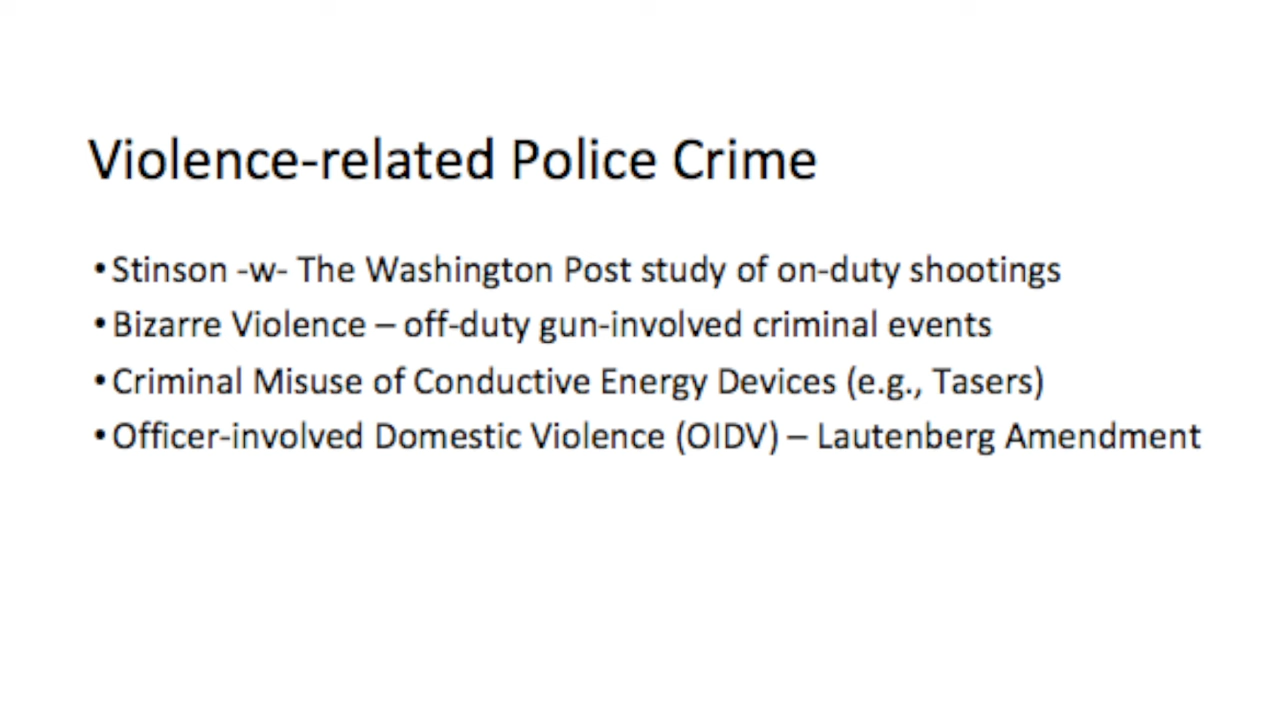 Violence-related Police Crime
•Stinson -w- The Washington Post study of on-duty shootings
•Bizarre Violence – off-duty gun-involved criminal events
•Criminal Misuse of Conductive Energy Devices (e.g., Tasers)
•Officer-involved Domestic Violence (OIDV) – Lautenberg Amendment